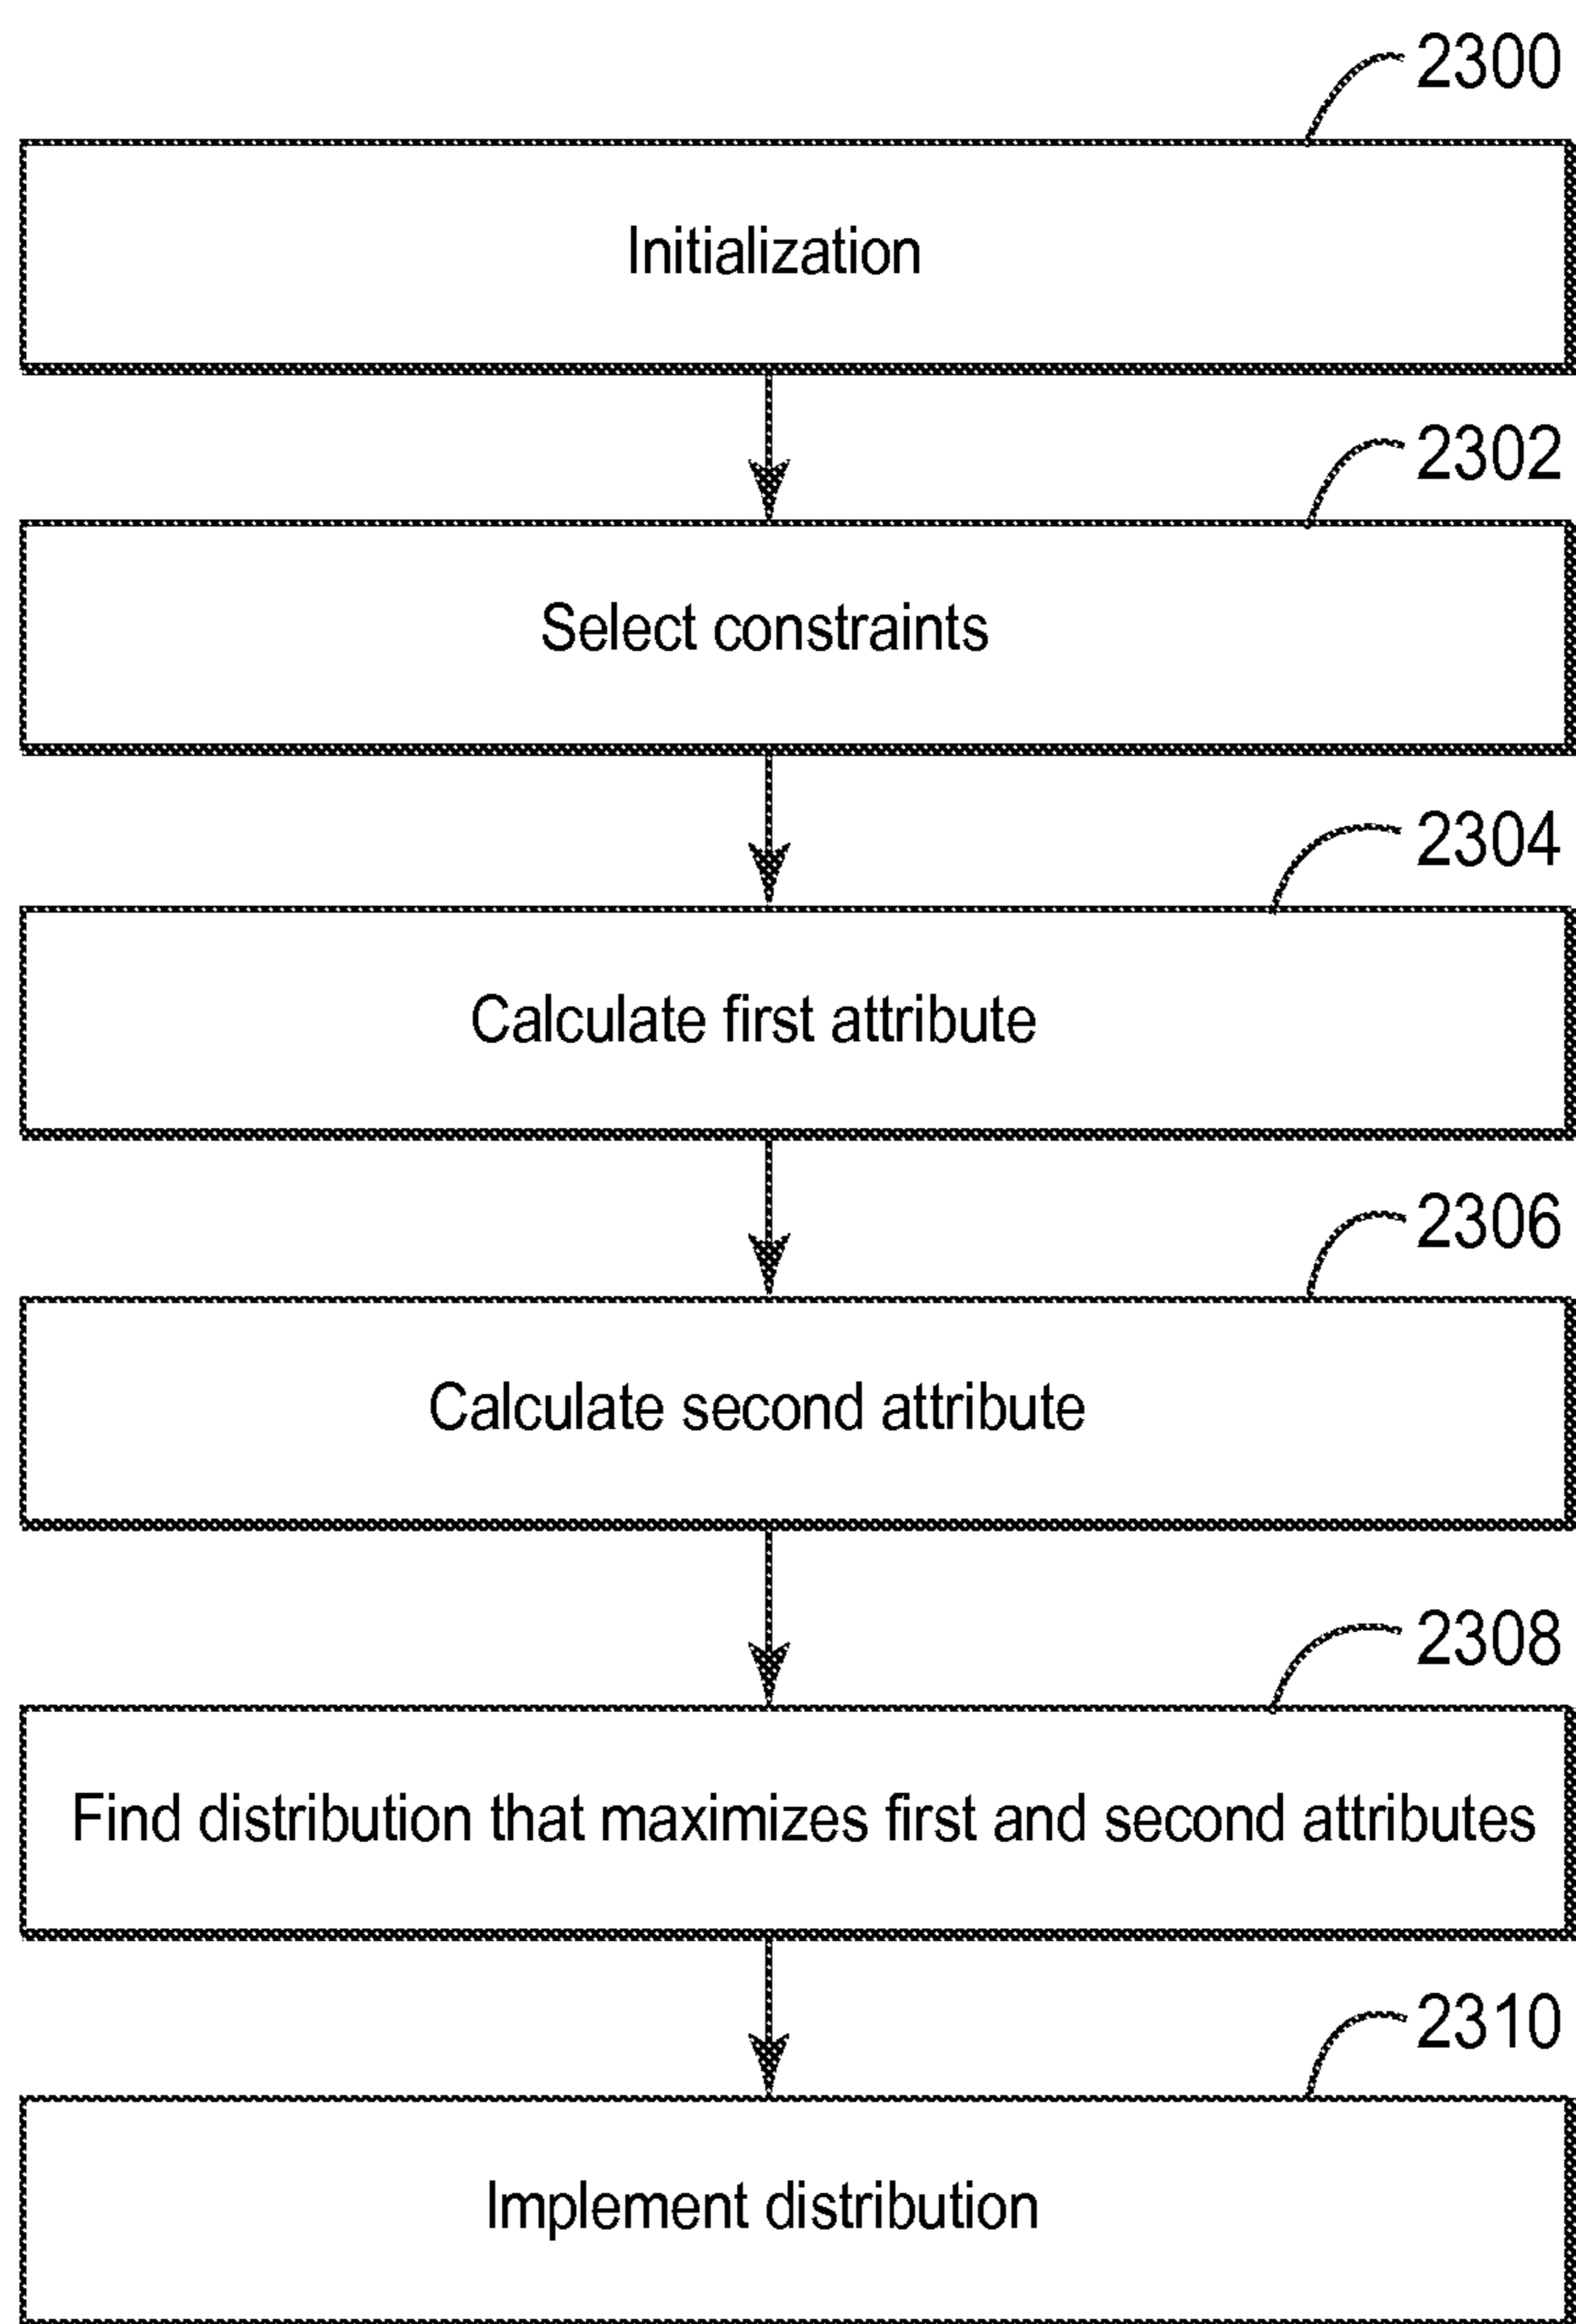 2300
Initialization
2302
Select constraints
2304
Calculate first attribute
2306
Calculate second attribute
2308
Find distribution that maximizes first and second attributes
2310
Implement distribution